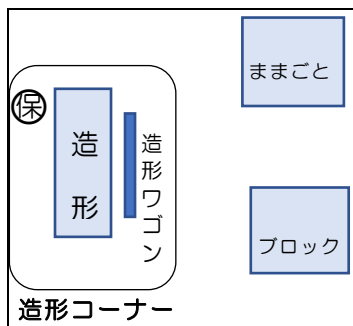 ままごと
保
造形
造形ワゴン
ブロック
造形コーナー